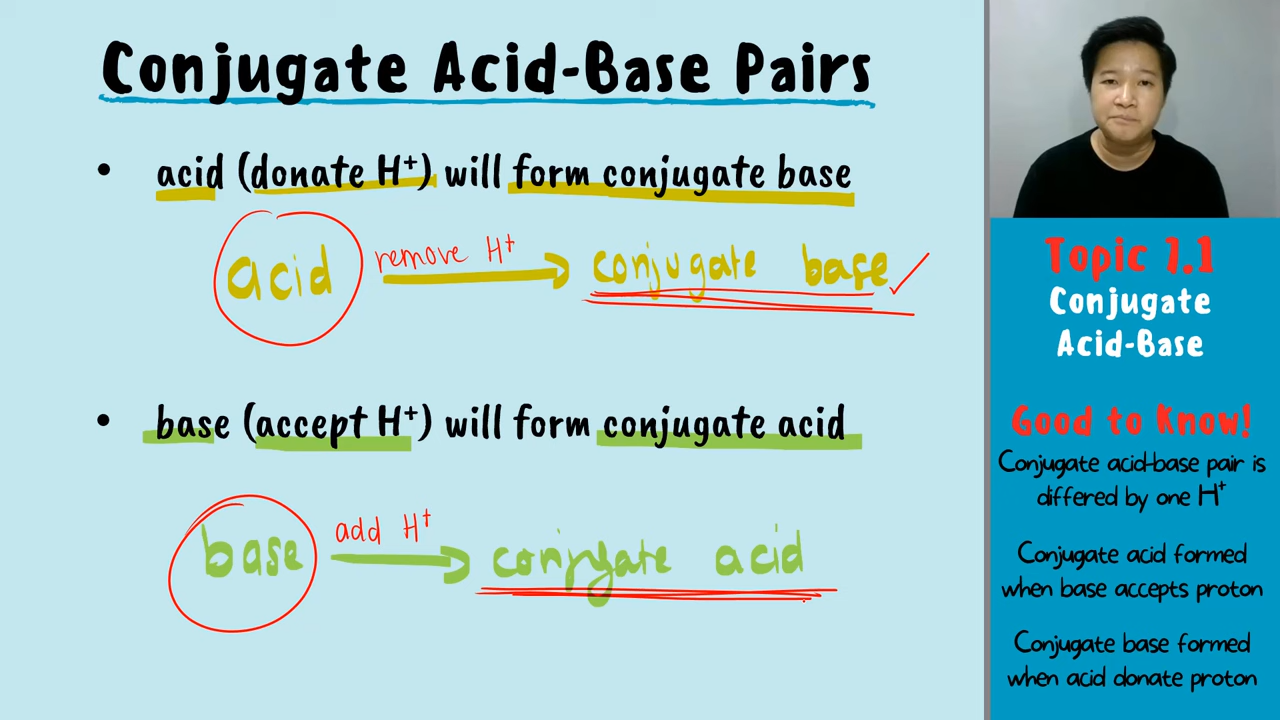 Conjugate Acid-Base Pairs
• acid (donate H⁺) will form conjugate base
acid remove H⁺ conjugate base
• base (accept H⁺) will form conjugate acid
base add H⁺ conjugate acid
Topic 7.1
Conjugate
Acid-Base
Good to Know!
Conjugate acid-base pair is
differed by one H⁺
Conjugate acid formed
when base accepts proton
Conjugate base formed
when acid donate proton